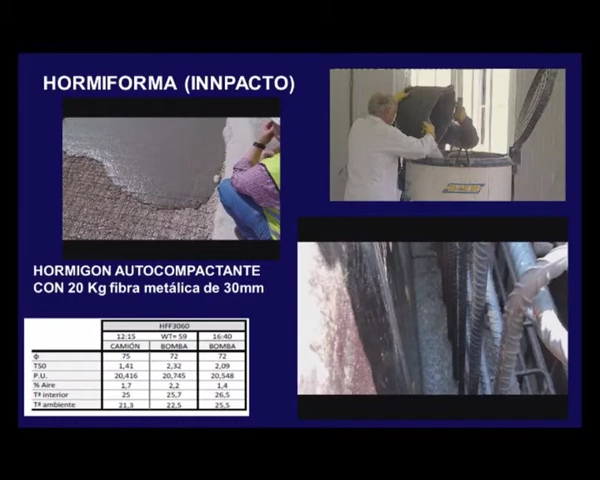 HORMIFORMA (INNPACTO)
HORMIGON AUTOCOMPACTANTE
CON 20 Kg fibra metálica de 30mm
HFF3060
12:15 WT= 59 16:40
CAMIÓN BOMBA BOMBA
ф 75 72 72
T50 1,41 2,32 2,09
P.U. 20,416 20,745 20,548
% Aire 1,7 2,2 1,4
Tª interior 25 25,7 26,5
Tª ambiente 21,3 22,5 25,5